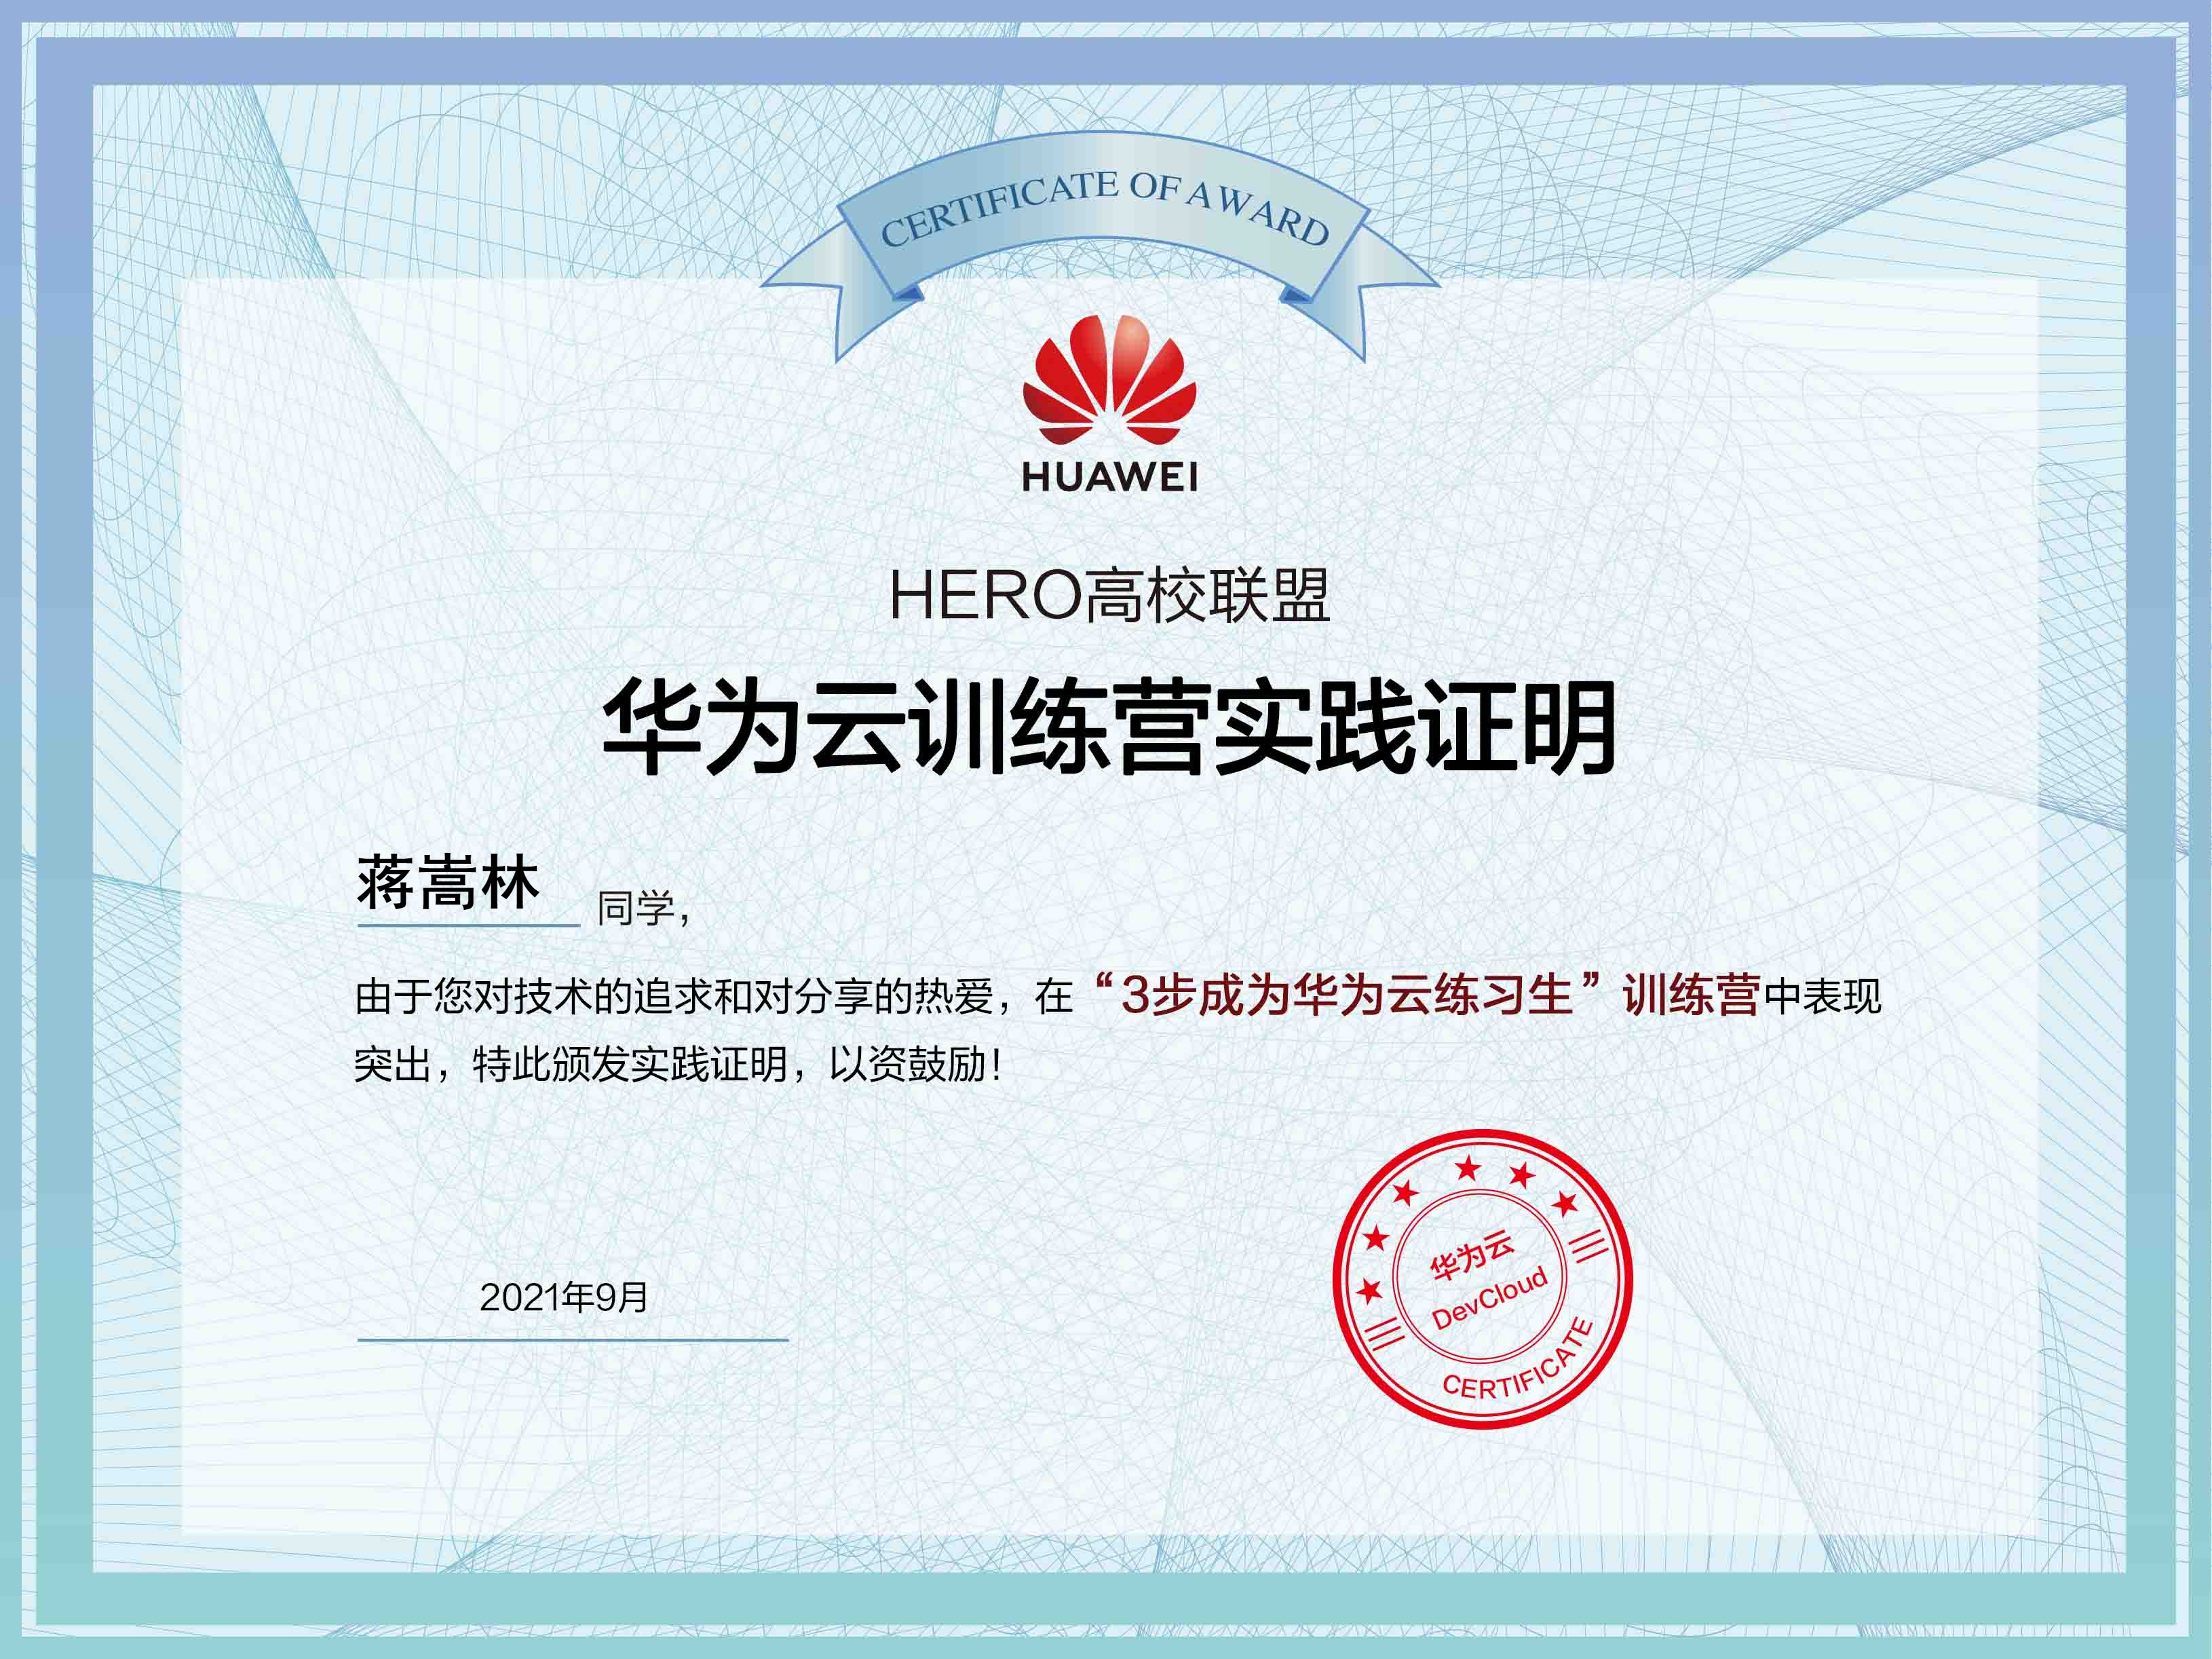 CERTIFICATE OF AWARD
HUAWEI
HERO高校联盟
华为云训练营实践证明
蒋嵩林 同学，
由于您对技术的追求和对分享的热爱，在“3步成为华为云练习生”训练营中表现
突出，特此颁发实践证明，以资鼓励！
2021年9月
华为云
DevCloud
CERTIFICATE